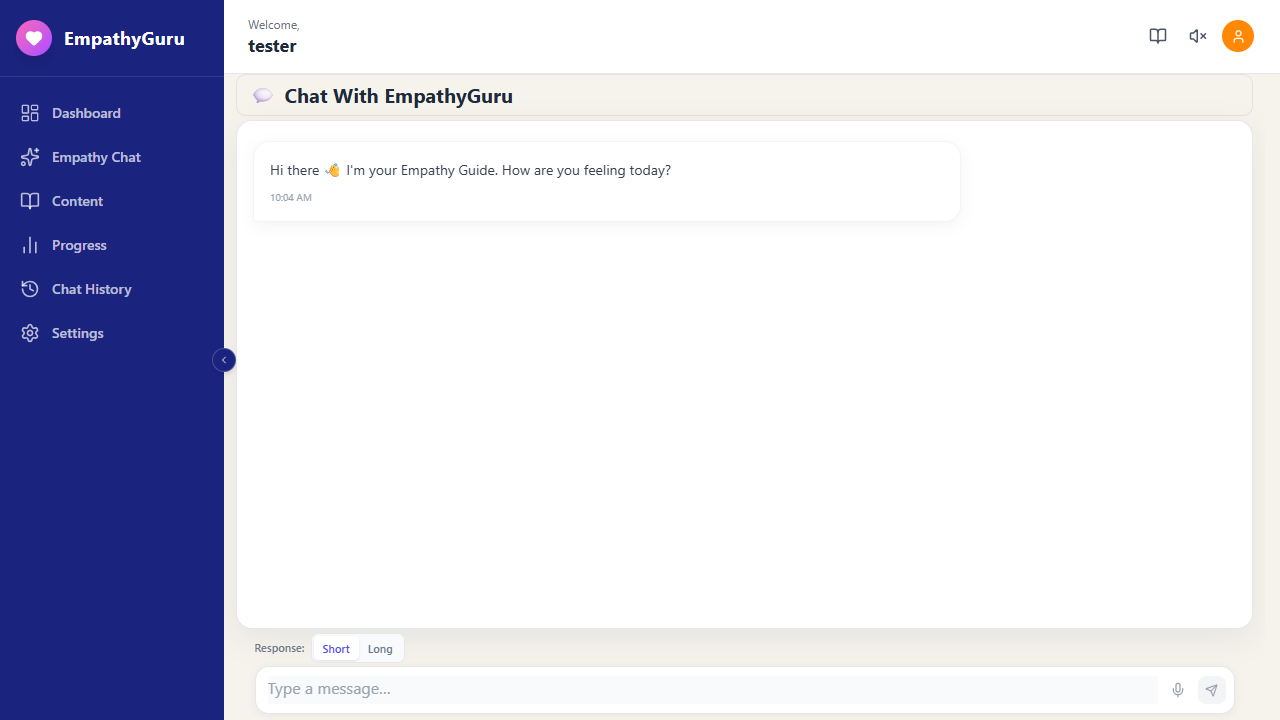 EmpathyGuru
Welcome,
tester
Dashboard
Empathy Chat
Content
Progress
Chat History
Settings
Chat With EmpathyGuru
Hi there 👋 I'm your Empathy Guide. How are you feeling today?
10:04 AM
Response:
Short
Long
Type a message...